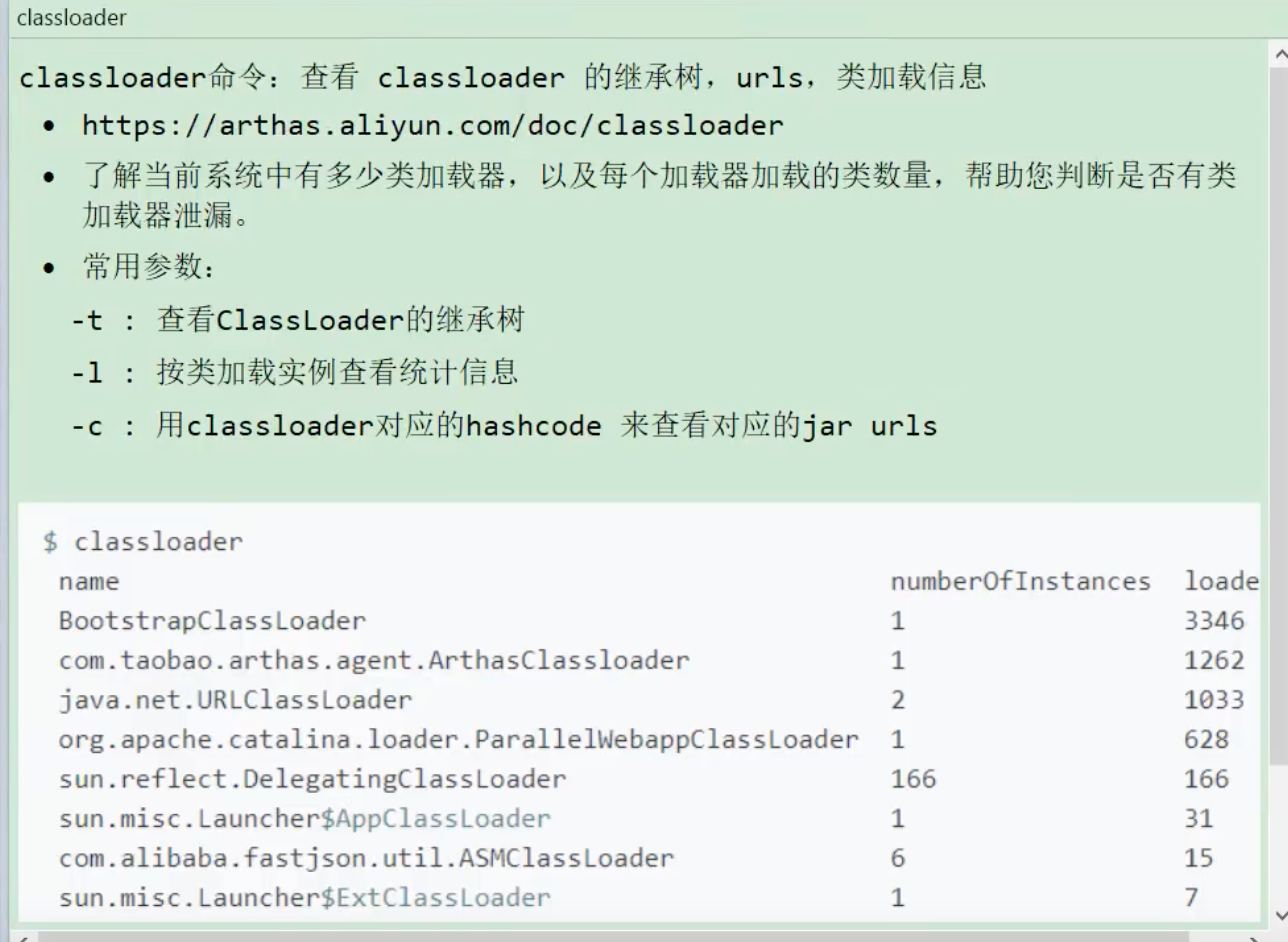 classloader
classloader命令：查看 classloader 的继承树，urls，类加载信息
• https://arthas.aliyun.com/doc/classloader
• 了解当前系统中有多少类加载器，以及每个加载器加载的类数量，帮助您判断是否有类
加载器泄漏。
• 常用参数：
-t : 查看ClassLoader的继承树
-l : 按类加载实例查看统计信息
-c : 用classloader对应的hashcode 来查看对应的jar urls
$ classloader
name numberOfInstances loade
BootstrapClassLoader 1 3346
com.taobao.arthas.agent.ArthasClassloader 1 1262
java.net.URLClassLoader 2 1033
org.apache.catalina.loader.ParallelWebappClassLoader 1 628
sun.reflect.DelegatingClassLoader 166 166
sun.misc.Launcher$AppClassLoader 1 31
com.alibaba.fastjson.util.ASMClassLoader 6 15
sun.misc.Launcher$ExtClassLoader 1 7